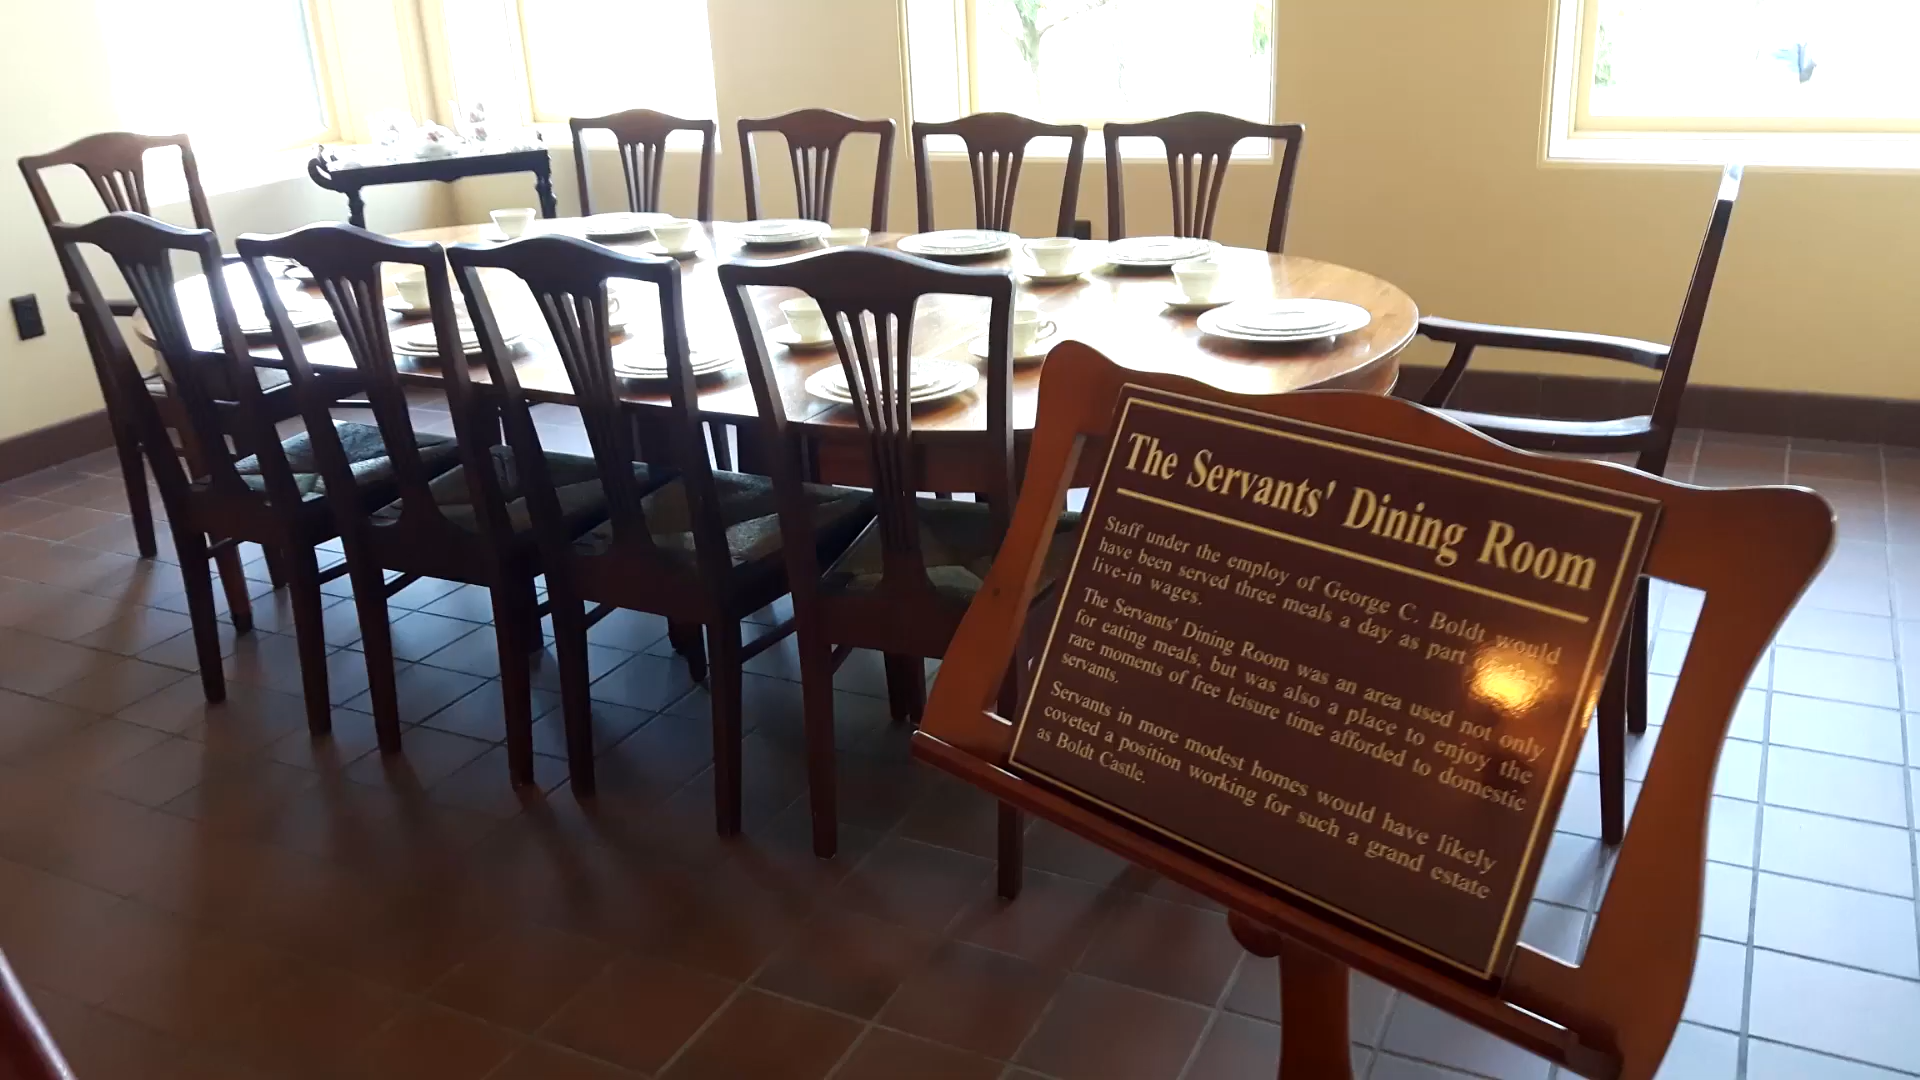 The Servants' Dining Room
Staff under the employ of George C. Boldt would
have been served three meals a day as part of their
live-in wages.
The Servants' Dining Room was an area used not only
for eating meals, but was also a place to enjoy the
rare moments of free leisure time afforded to domestic
servants.
Servants in more modest homes would have likely
coveted a position working for such a grand estate
as Boldt Castle.